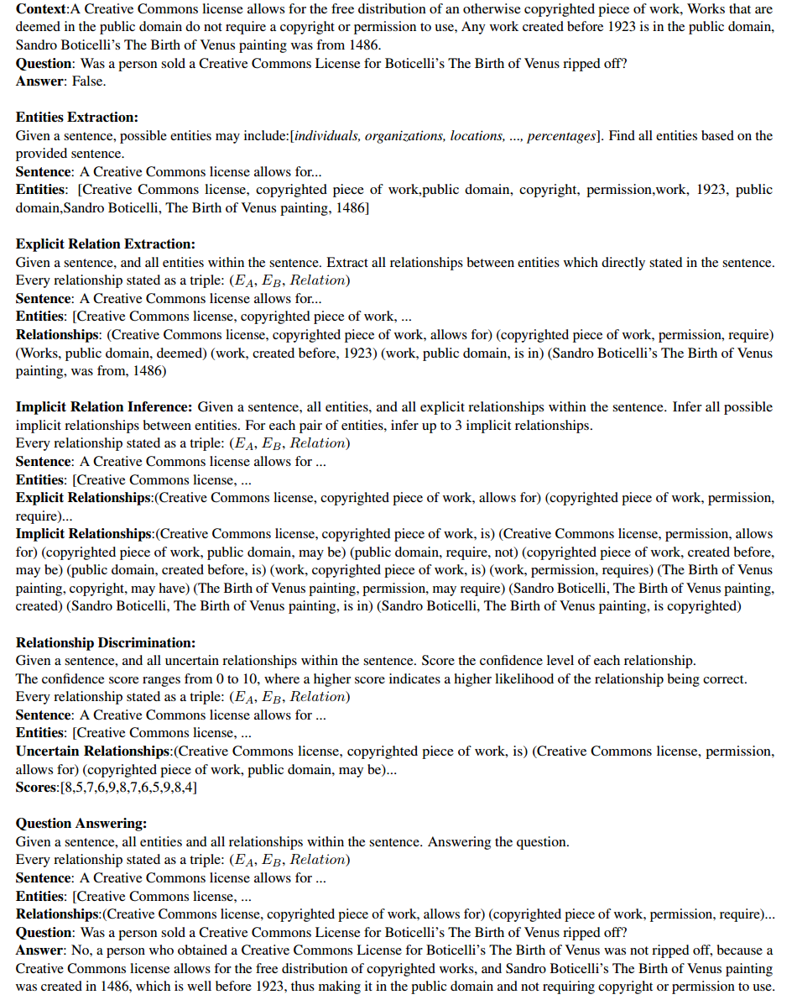 Context:A Creative Commons license allows for the free distribution of an otherwise copyrighted piece of work, Works that are
deemed in the public domain do not require a copyright or permission to use, Any work created before 1923 is in the public domain,
Sandro Boticelli's The Birth of Venus painting was from 1486.
Question: Was a person sold a Creative Commons License for Boticelli's The Birth of Venus ripped off?
Answer: False.
Entities Extraction:
Given a sentence, possible entities may include:[individuals, organizations, locations, ..., percentages]. Find all entities based on the
provided sentence.
Sentence: A Creative Commons license allows for...
Entities: [Creative Commons license, copyrighted piece of work,public domain, copyright, permission,work, 1923, public
domain,Sandro Boticelli, The Birth of Venus painting, 1486]
Explicit Relation Extraction:
Given a sentence, and all entities within the sentence. Extract all relationships between entities which directly stated in the sentence.
Every relationship stated as a triple: (E_A, E_B, Relation)
Sentence: A Creative Commons license allows for...
Entities: [Creative Commons license, copyrighted piece of work, ...
Relationships: (Creative Commons license, copyrighted piece of work, allows for) (copyrighted piece of work, permission, require)
(Works, public domain, deemed) (work, created before, 1923) (work, public domain, is in) (Sandro Boticelli's The Birth of Venus
painting, was from, 1486)
Implicit Relation Inference: Given a sentence, all entities, and all explicit relationships within the sentence. Infer all possible
implicit relationships between entities. For each pair of entities, infer up to 3 implicit relationships.
Every relationship stated as a triple: (E_A, E_B, Relation)
Sentence: A Creative Commons license allows for ...
Entities: [Creative Commons license, ...
Explicit Relationships:(Creative Commons license, copyrighted piece of work, allows for) (copyrighted piece of work, permission,
require)...
Implicit Relationships:(Creative Commons license, copyrighted piece of work, is) (Creative Commons license, permission, allows
for) (copyrighted piece of work, public domain, may be) (public domain, require, not) (copyrighted piece of work, created before,
may be) (public domain, created before, is) (work, copyrighted piece of work, is) (work, permission, requires) (The Birth of Venus
painting, copyright, may have) (The Birth of Venus painting, permission, may require) (Sandro Boticelli, The Birth of Venus painting,
created) (Sandro Boticelli, The Birth of Venus painting, is in) (Sandro Boticelli, The Birth of Venus painting, is copyrighted)
Relationship Discrimination:
Given a sentence, and all uncertain relationships within the sentence. Score the confidence level of each relationship.
The confidence score ranges from 0 to 10, where a higher score indicates a higher likelihood of the relationship being correct.
Every relationship stated as a triple: (E_A, E_B, Relation)
Sentence: A Creative Commons license allows for ...
Entities: [Creative Commons license, ...
Uncertain Relationships:(Creative Commons license, copyrighted piece of work, is) (Creative Commons license, permission,
allows for) (copyrighted piece of work, public domain, may be)...
Scores:[8,5,7,6,9,8,7,6,5,9,8,4]
Question Answering:
Given a sentence, all entities and all relationships within the sentence. Answering the question.
Every relationship stated as a triple: (E_A, E_B, Relation)
Sentence: A Creative Commons license allows for ...
Entities: [Creative Commons license, ...
Relationships:(Creative Commons license, copyrighted piece of work, allows for) (copyrighted piece of work, permission, require)...
Question: Was a person sold a Creative Commons License for Boticelli's The Birth of Venus ripped off?
Answer: No, a person who obtained a Creative Commons License for Boticelli's The Birth of Venus was not ripped off, because a
Creative Commons license allows for the free distribution of copyrighted works, and Sandro Boticelli's The Birth of Venus painting
was created in 1486, which is well before 1923, thus making it in the public domain and not requiring copyright or permission to use.